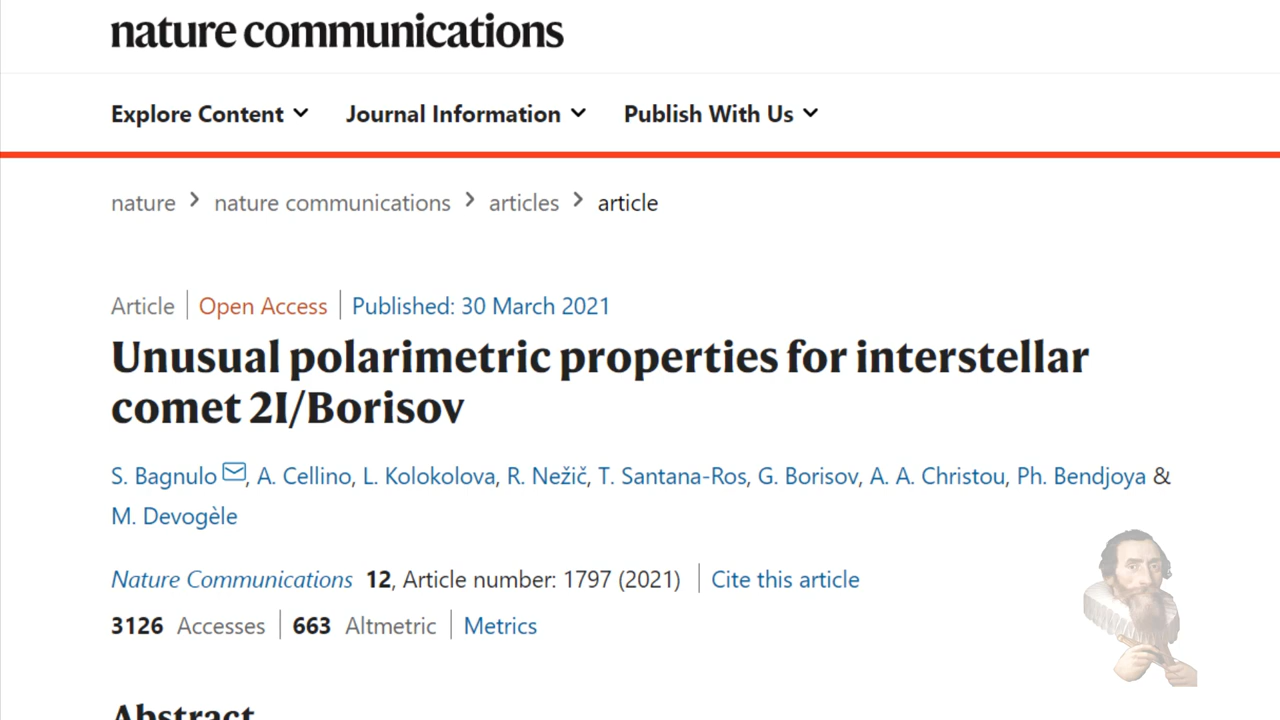 nature communications
Explore Content Journal Information Publish With Us
nature > nature communications > articles > article
Article | Open Access | Published: 30 March 2021
Unusual polarimetric properties for interstellar
comet 2I/Borisov
S. Bagnulo, A. Cellino, L. Kolokolova, R. Nežič, T. Santana-Ros, G. Borisov, A. A. Christou, Ph. Bendjoya &
M. Devogèle
Nature Communications 12, Article number: 1797 (2021) | Cite this article
3126 Accesses | 663 Altmetric | Metrics
Abstract